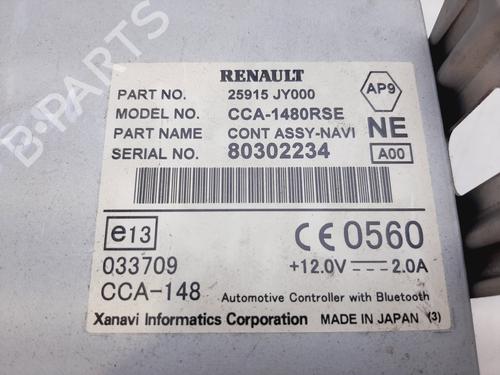 RENAULT
PART NO. 25915 JY000 AP9
MODEL NO. CCA-1480RSE
PART NAME CONT ASSY-NAVI NE
SERIAL NO. 80302234 A00
e13 CE 0560
033709 +12.0V 2.0A
CCA-148 Automotive Controller with Bluetooth
Xanavi Informatics Corporation MADE IN JAPAN (3)
B-Parts